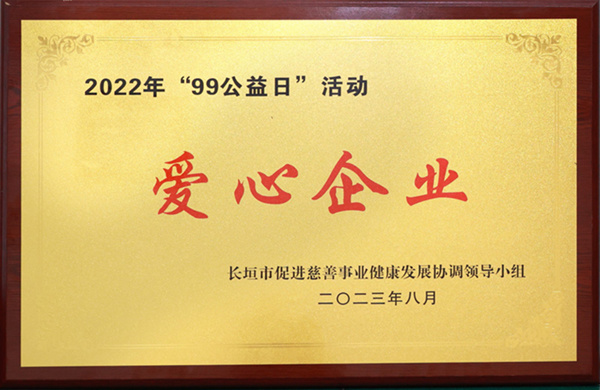 2022年“99公益日”活动
爱心企业
长垣市促进慈善事业健康发展协调领导小组
二〇二三年八月